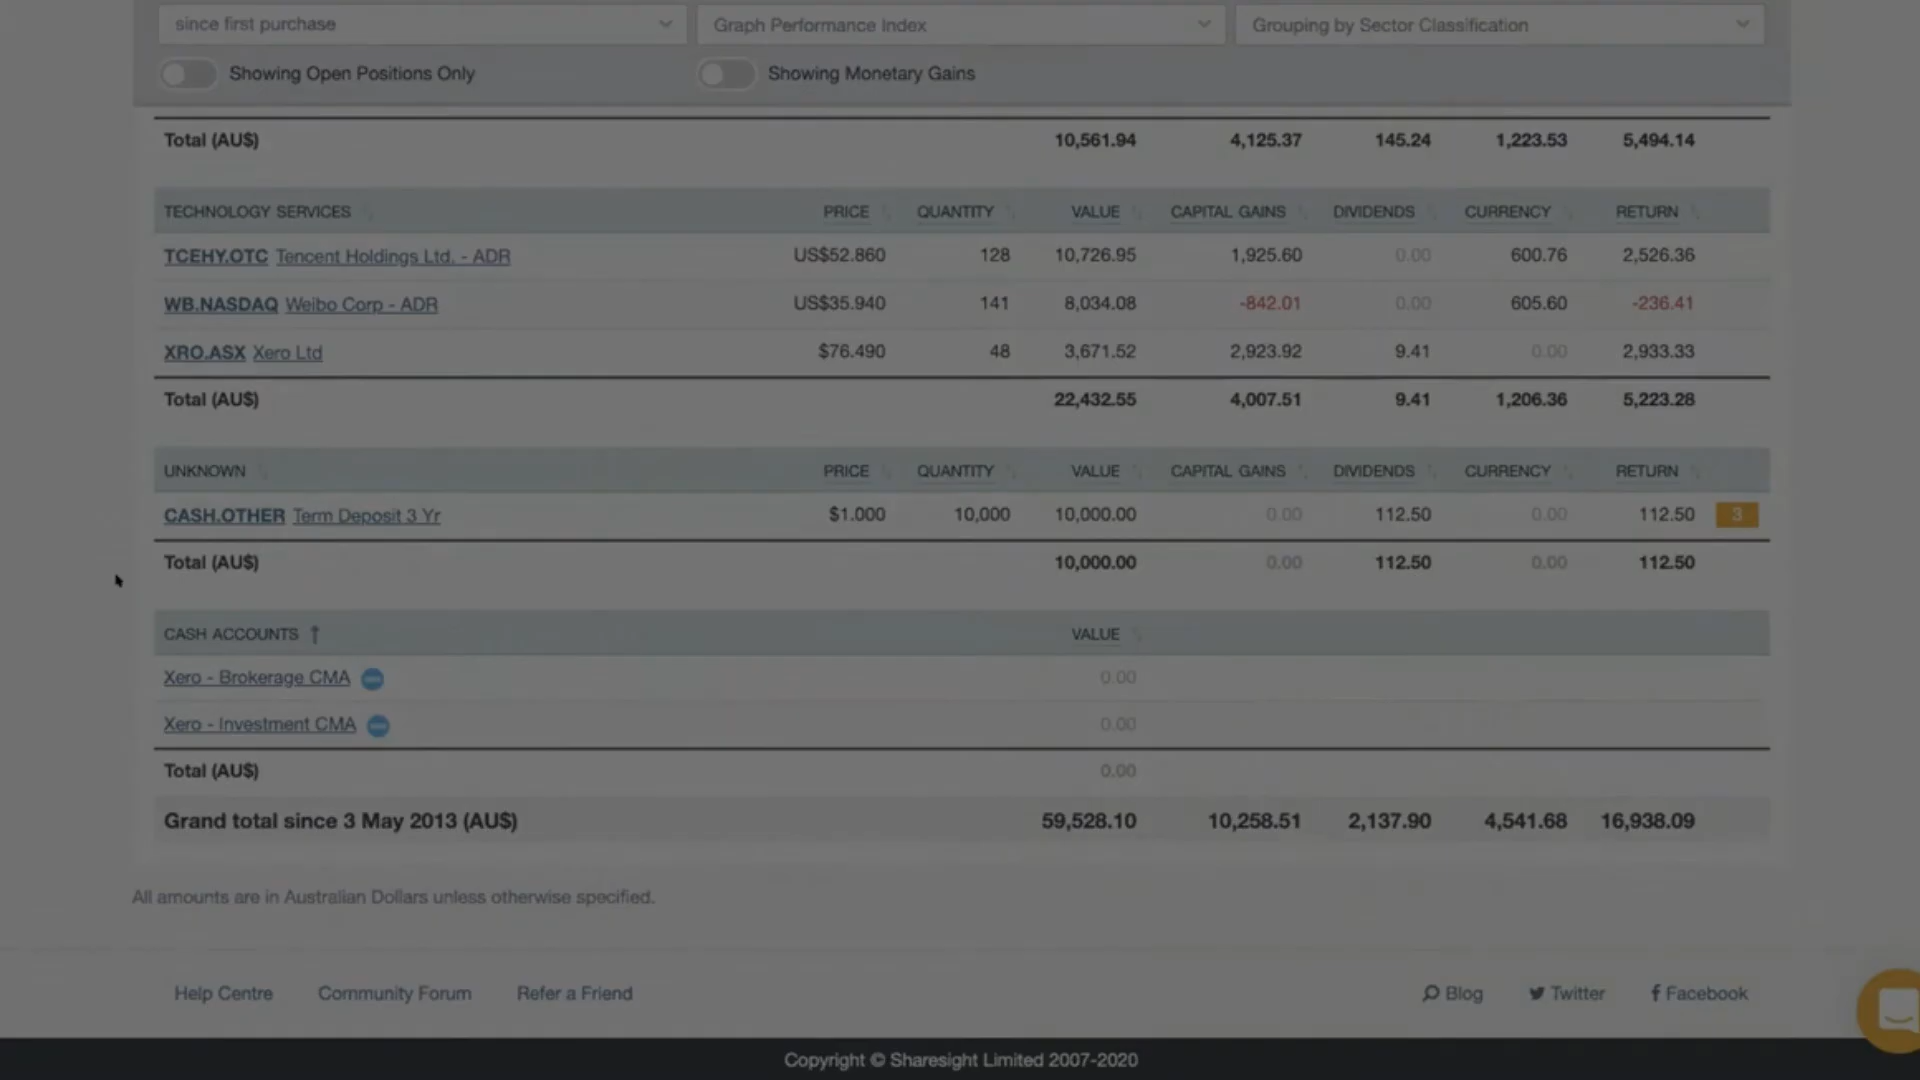 since first purchase Graph Performance Index Grouping by Sector Classification
Showing Open Positions Only Showing Monetary Gains
Total (AU$) 10,561.94 4,125.37 145.24 1,223.53 5,494.14
TECHNOLOGY SERVICES PRICE QUANTITY VALUE CAPITAL GAINS DIVIDENDS CURRENCY RETURN
TCEHY.OTC Tencent Holdings Ltd. - ADR US$52.860 128 10,726.95 1,925.60 0.00 600.76 2,526.36
WB.NASDAQ Weibo Corp - ADR US$35.940 141 8,034.08 -842.01 0.00 605.60 -236.41
XRO.ASX Xero Ltd $76.490 48 3,671.52 2,923.92 9.41 0.00 2,933.33
Total (AU$) 22,432.55 4,007.51 9.41 1,206.36 5,223.28
UNKNOWN PRICE QUANTITY VALUE CAPITAL GAINS DIVIDENDS CURRENCY RETURN
CASH.OTHER Term Deposit 3 Yr $1.000 10,000 10,000.00 0.00 112.50 0.00 112.50 3
Total (AU$) 10,000.00 0.00 112.50 0.00 112.50
CASH ACCOUNTS ↑ VALUE
Xero - Brokerage CMA 0.00
Xero - Investment CMA 0.00
Total (AU$) 0.00
Grand total since 3 May 2013 (AU$) 59,528.10 10,258.51 2,137.90 4,541.68 16,938.09
All amounts are in Australian Dollars unless otherwise specified.
Help Centre Community Forum Refer a Friend Blog Twitter Facebook
Copyright © Sharesight Limited 2007-2020